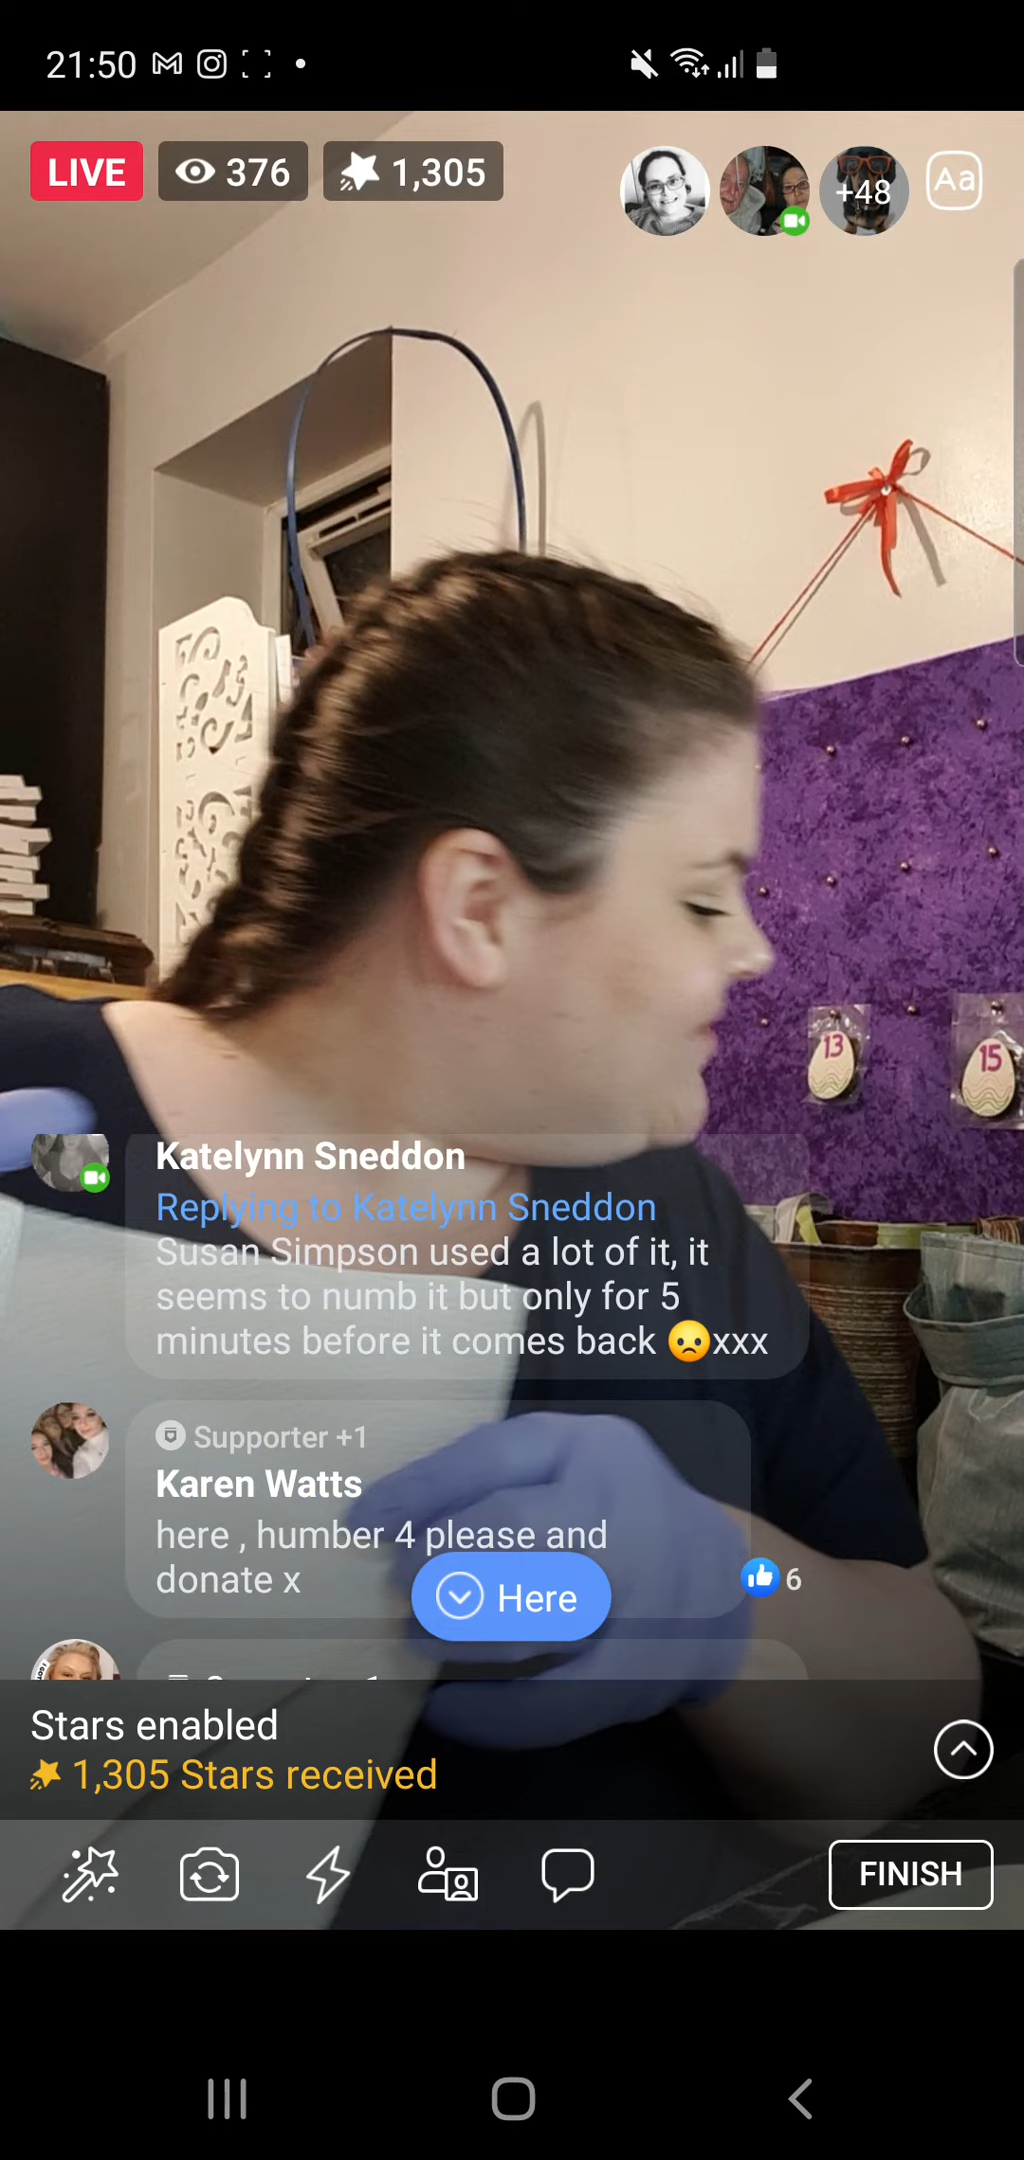 21:50
LIVE 376 1,305 +48 Aa
13 15
Katelynn Sneddon
Replying to Katelynn Sneddon
Susan Simpson used a lot of it, it
seems to numb it but only for 5
minutes before it comes back 😟xxx
Supporter +1
Karen Watts
here , humber 4 please and
donate x
6
Here
Stars enabled
1,305 Stars received
FINISH